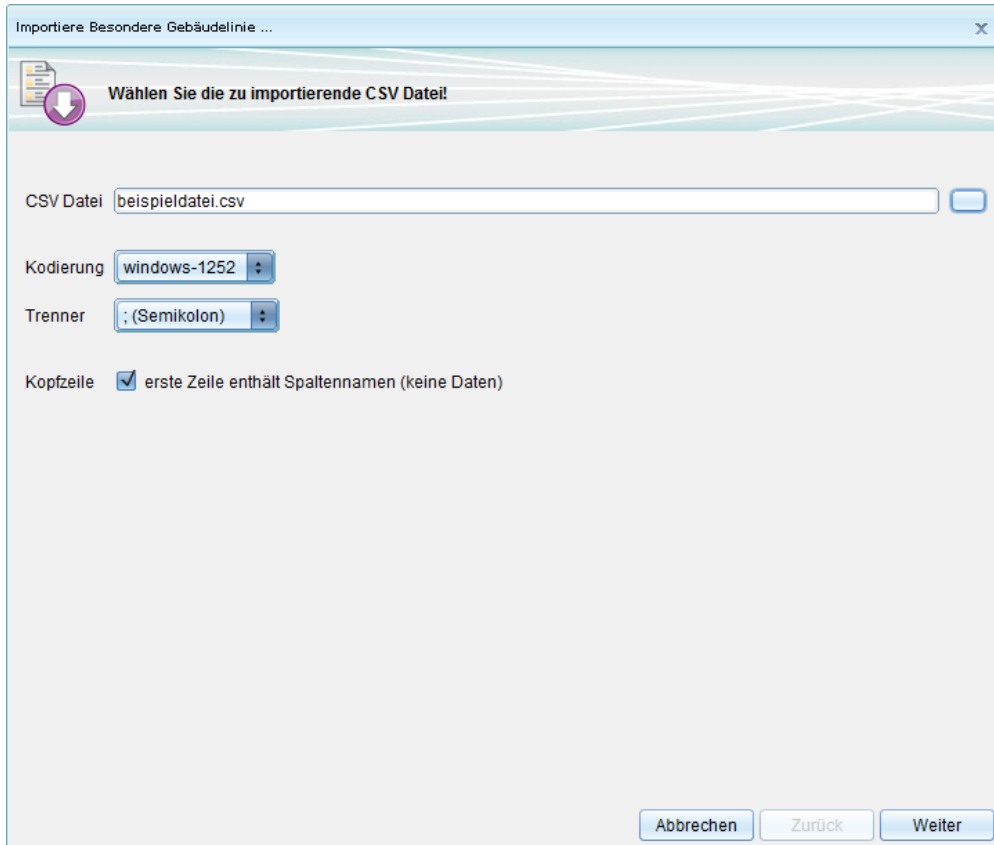 Importiere Besondere Gebäudelinie ...
Wählen Sie die zu importierende CSV Datei!
CSV Datei beispieldatei.csv
Kodierung windows-1252
Trenner ; (Semikolon)
Kopfzeile erste Zeile enthält Spaltennamen (keine Daten)
Abbrechen Zurück Weiter